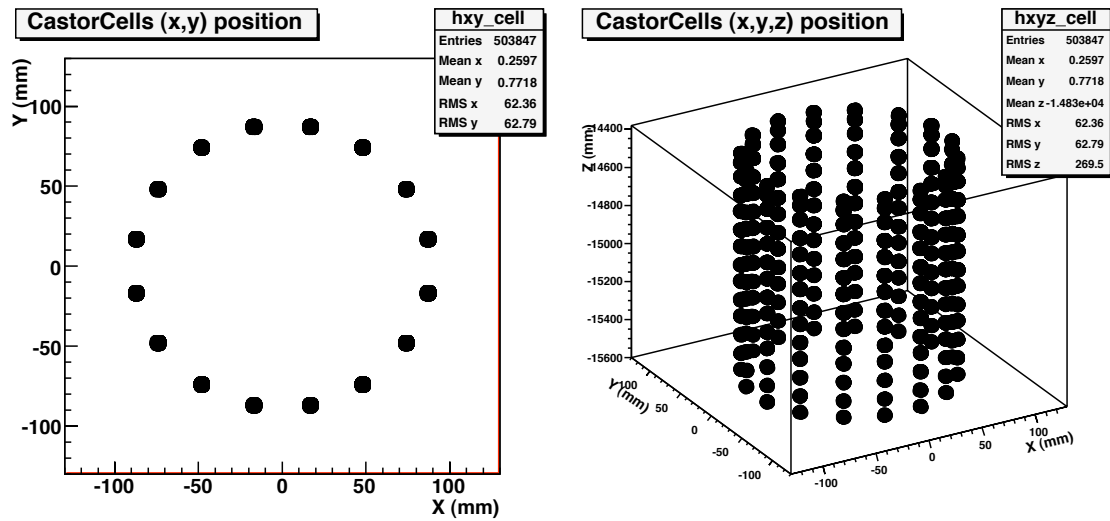 CastorCells (x,y) position
hxy_cell
Entries 503847
Mean x 0.2597
Mean y 0.7718
RMS x 62.36
RMS y 62.79
Y (mm)
100
50
0
-50
-100
-100 -50 0 50 100
X (mm)
CastorCells (x,y,z) position
hxyz_cell
Entries 503847
Mean x 0.2597
Mean y 0.7718
Mean z -1.483e+04
RMS x 62.36
RMS y 62.79
RMS z 269.5
Z (mm)
-14400
-14600
-14800
-15000
-15200
-15400
-15600
Y (mm)
100
50
0
-50
-100
-100
-50
0
50
100
X (mm)